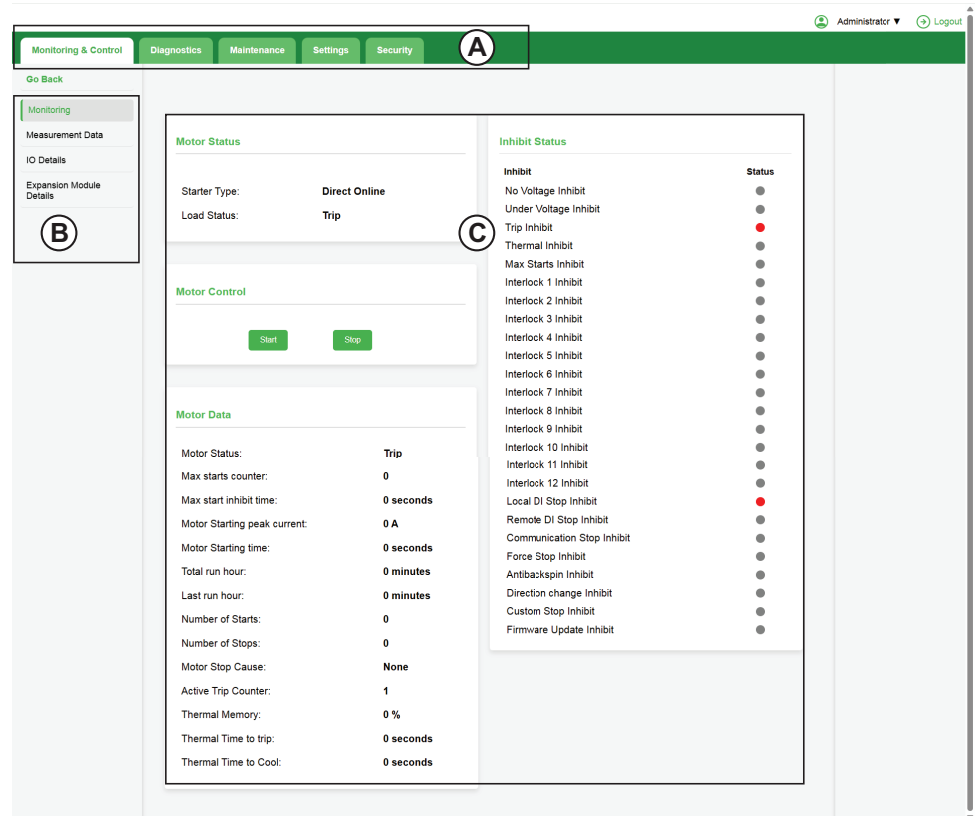 Administrator ▼ Logout
Monitoring & Control Diagnostics Maintenance Settings Security A
Go Back
Monitoring
Measurement Data
IO Details
Expansion Module
Details
B
Motor Status
Starter Type: Direct Online
Load Status: Trip
Motor Control
Start Stop
Motor Data
Motor Status: Trip
Max starts counter: 0
Max start inhibit time: 0 seconds
Motor Starting peak current: 0 A
Motor Starting time: 0 seconds
Total run hour: 0 minutes
Last run hour: 0 minutes
Number of Starts: 0
Number of Stops: 0
Motor Stop Cause: None
Active Trip Counter: 1
Thermal Memory: 0 %
Thermal Time to trip: 0 seconds
Thermal Time to Cool: 0 seconds
C
Inhibit Status
Inhibit Status
No Voltage Inhibit
Under Voltage Inhibit
Trip Inhibit
Thermal Inhibit
Max Starts Inhibit
Interlock 1 Inhibit
Interlock 2 Inhibit
Interlock 3 Inhibit
Interlock 4 Inhibit
Interlock 5 Inhibit
Interlock 6 Inhibit
Interlock 7 Inhibit
Interlock 8 Inhibit
Interlock 9 Inhibit
Interlock 10 Inhibit
Interlock 11 Inhibit
Interlock 12 Inhibit
Local DI Stop Inhibit
Remote DI Stop Inhibit
Communication Stop Inhibit
Force Stop Inhibit
Antibackspin Inhibit
Direction change Inhibit
Custom Stop Inhibit
Firmware Update Inhibit